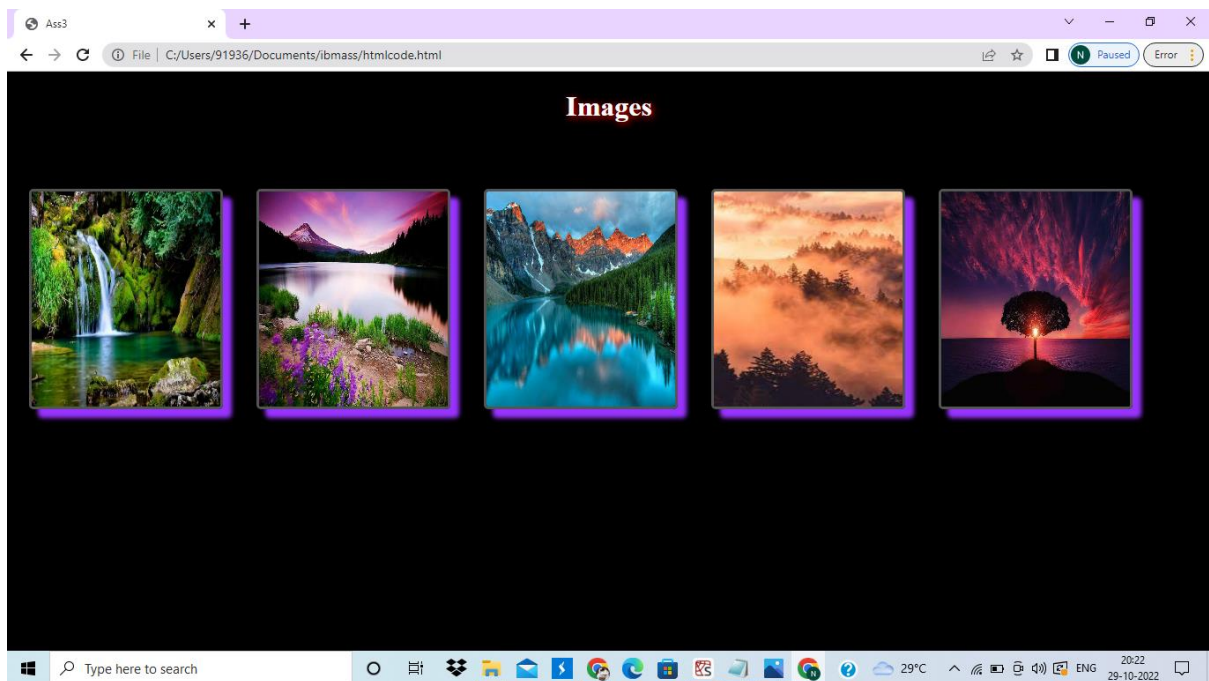 Ass3
File | C:/Users/91936/Documents/ibmass/htmlcode.html
N Paused
Error
Images
Type here to search
29°C
ENG
20:22
29-10-2022